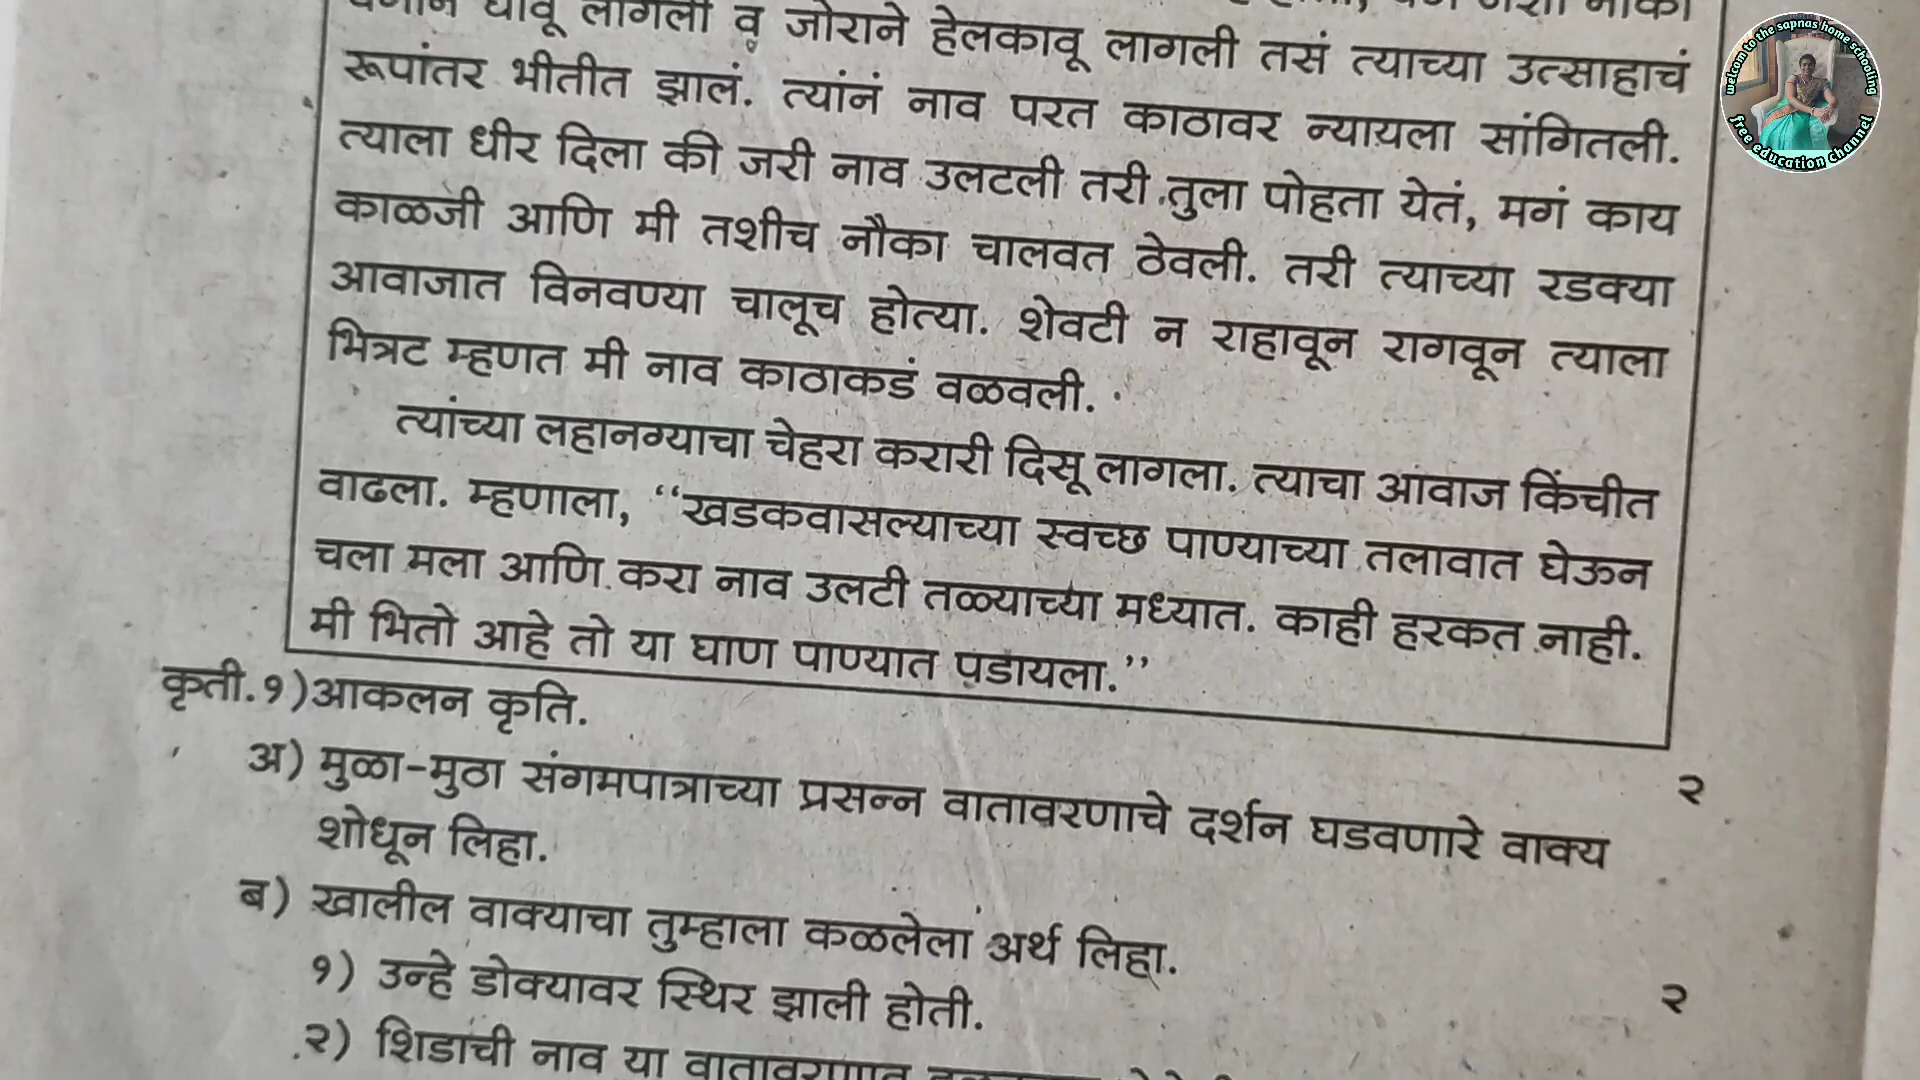 धावू लागली व जोराने हेलकावू लागली तसं त्याच्या उत्साहाचं
रूपांतर भीतीत झालं. त्यांनं नाव परत काठावर न्यायला सांगितली.
त्याला धीर दिला की जरी नाव उलटली तरी तुला पोहता येतं, मगं काय
काळजी आणि मी तशीच नौका चालवत ठेवली. तरी त्याच्या रडक्या
आवाजात विनवण्या चालूच होत्या. शेवटी न राहावून रागवून त्याला
भित्रट म्हणत मी नाव काठाकडं वळवली.
त्यांच्या लहानग्याचा चेहरा करारी दिसू लागला. त्याचा आवाज किंचीत
वाढला. म्हणाला, “खडकवासल्याच्या स्वच्छ पाण्याच्या तलावात घेऊन
चला मला आणि करा नाव उलटी तळ्याच्या मध्यात. काही हरकत नाही.
मी भितो आहे तो या घाण पाण्यात पडायला.”
कृती.१) आकलन कृति.
अ) मुळा-मुठा संगमपात्राच्या प्रसन्न वातावरणाचे दर्शन घडवणारे वाक्य २
शोधून लिहा.
ब) खालील वाक्याचा तुम्हाला कळलेला अर्थ लिहा.
१) उन्हे डोक्यावर स्थिर झाली होती. २
२) शिडाची नाव या वातावरणात
welcom to the sapnas home schooling
free education channel